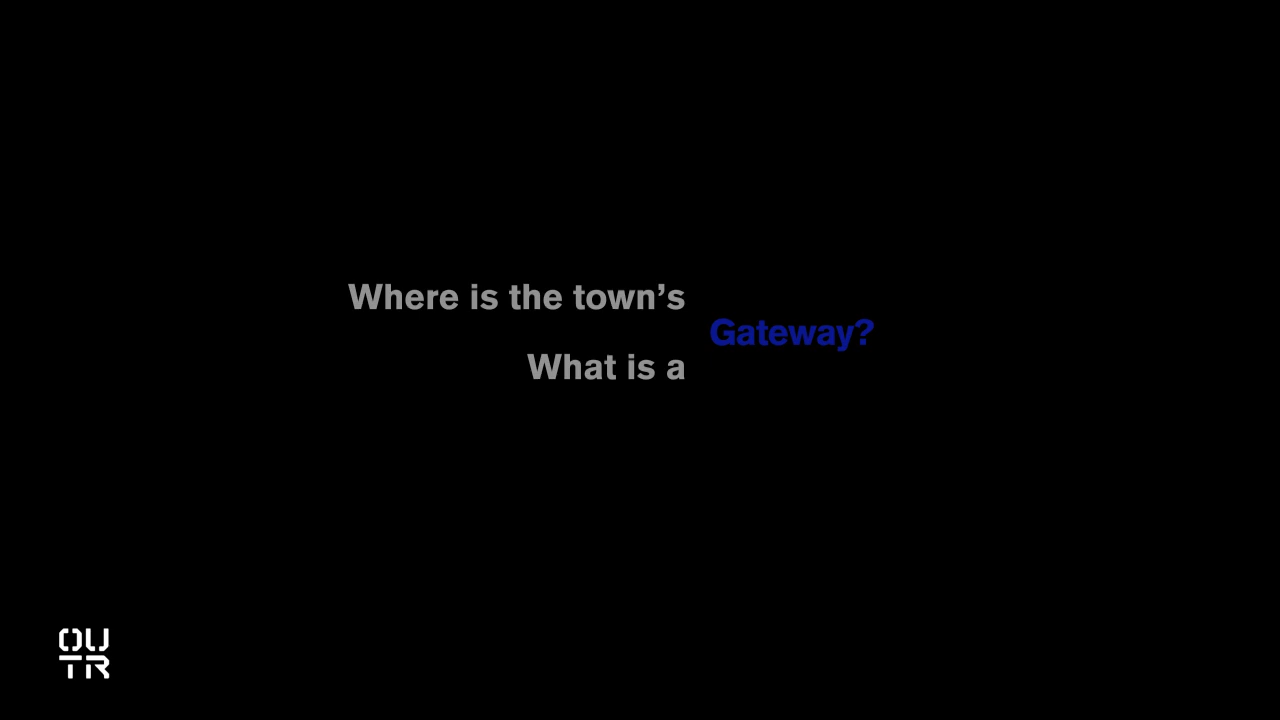 Where is the town’s
Gateway?
What is a
OU
TR